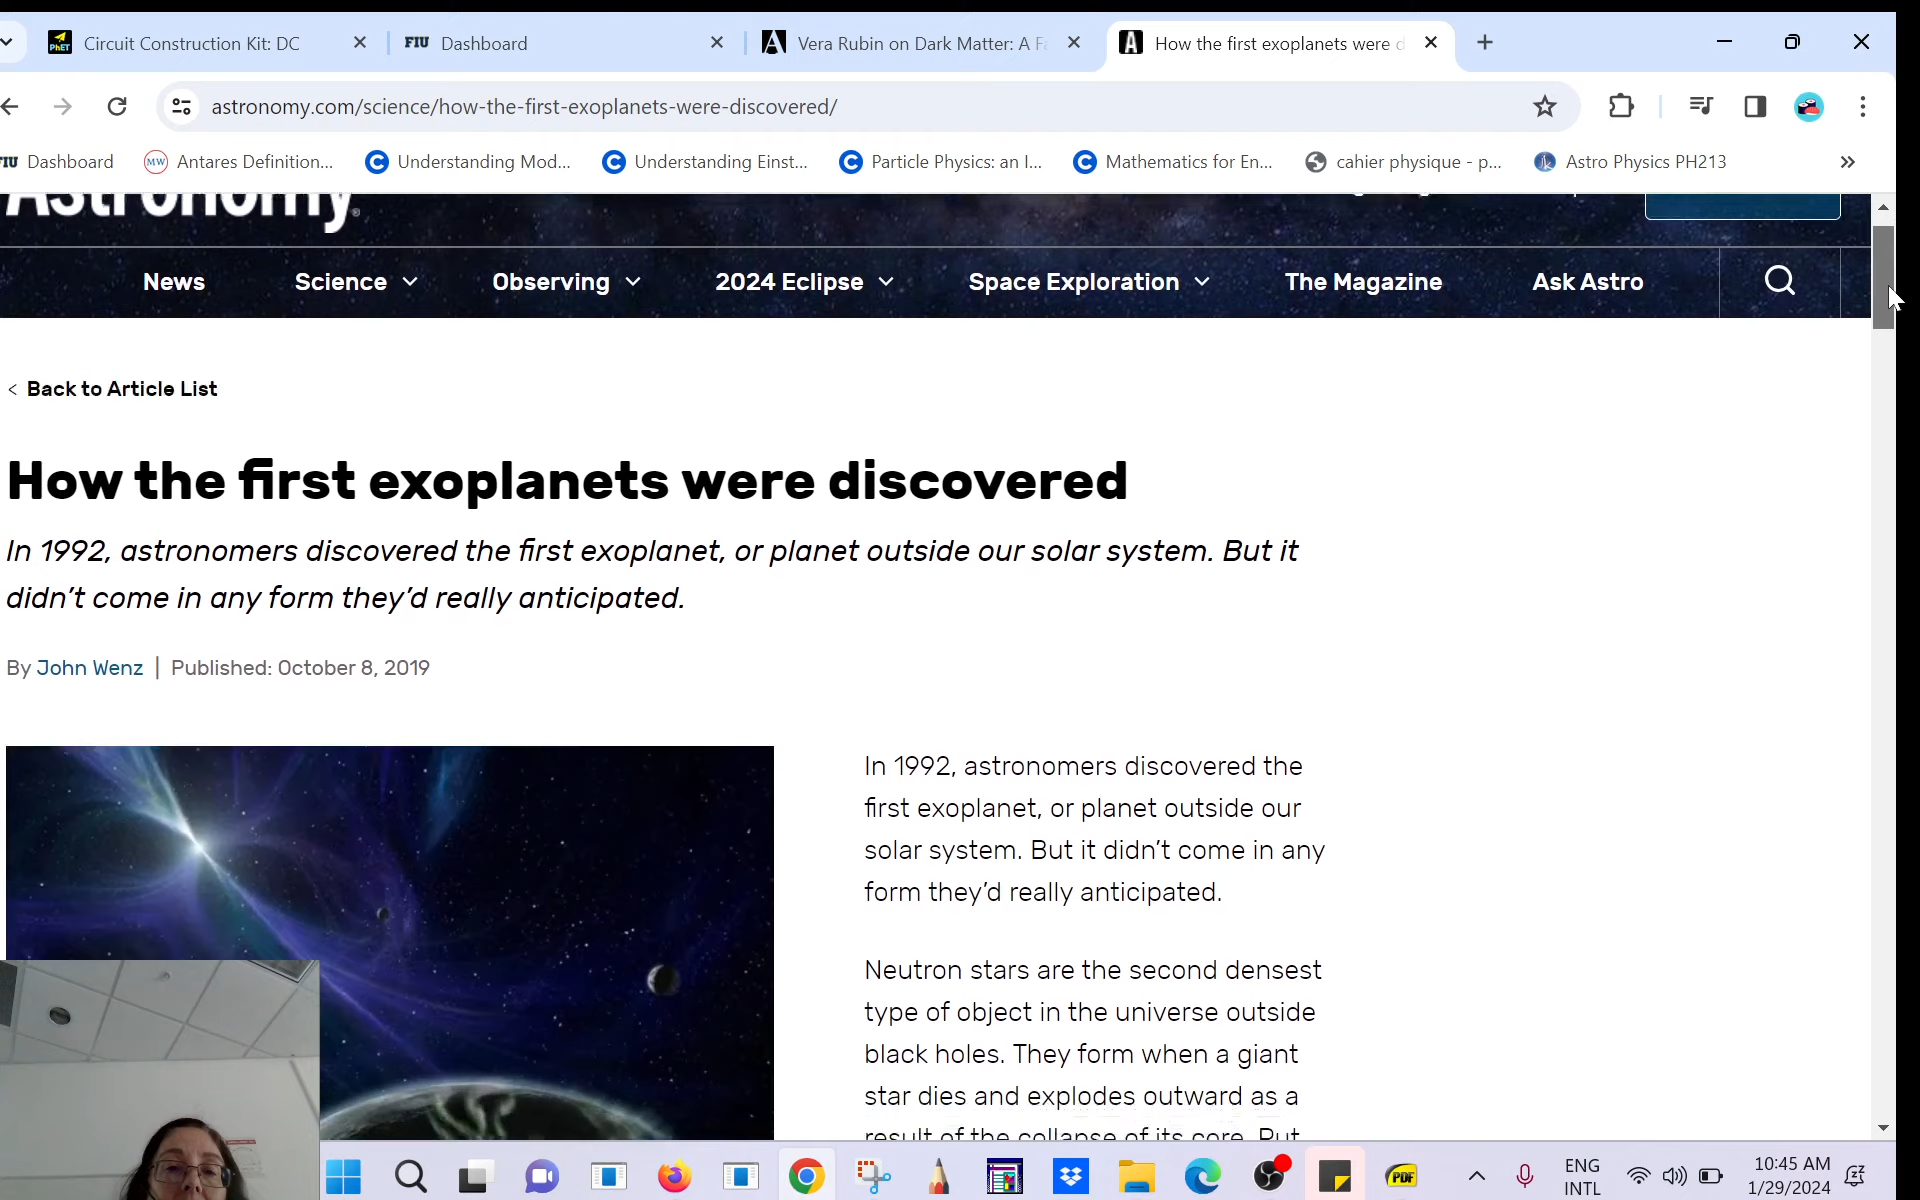 Circuit Construction Kit: DC
FIU Dashboard
Vera Rubin on Dark Matter: A Fa
How the first exoplanets were d
astronomy.com/science/how-the-first-exoplanets-were-discovered/
FIU Dashboard
MW Antares Definition...
Understanding Mod...
Understanding Einst...
Particle Physics: an I...
Mathematics for En...
cahier physique - p...
Astro Physics PH213
Astronomy
News
Science
Observing
2024 Eclipse
Space Exploration
The Magazine
Ask Astro
< Back to Article List
How the first exoplanets were discovered
In 1992, astronomers discovered the first exoplanet, or planet outside our solar system. But it
didn't come in any form they'd really anticipated.
By John Wenz | Published: October 8, 2019
In 1992, astronomers discovered the
first exoplanet, or planet outside our
solar system. But it didn't come in any
form they'd really anticipated.
Neutron stars are the second densest
type of object in the universe outside
black holes. They form when a giant
star dies and explodes outward as a
result of the collapse of its core. Put
PDF
ENG
INTL
10:45 AM
1/29/2024